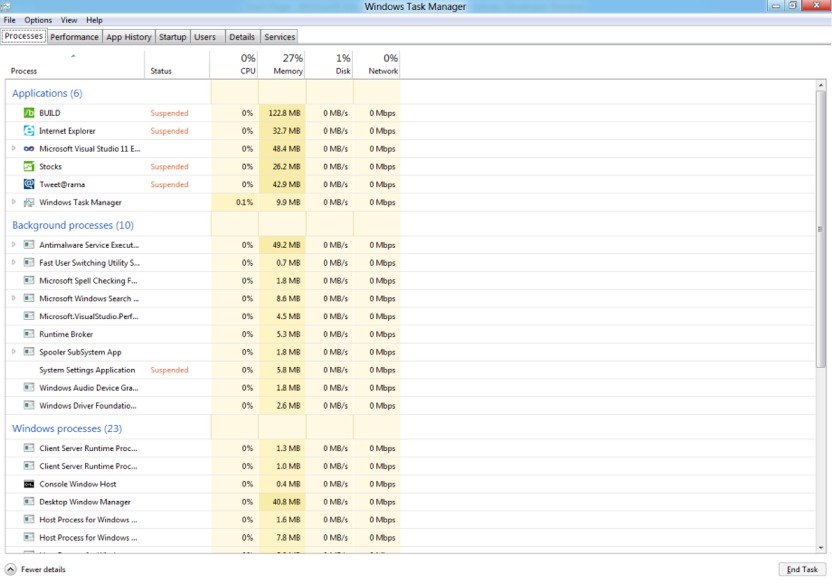 Windows Task Manager
File Options View Help
Processes Performance App History Startup Users Details Services
0% 27% 1% 0%
Process Status CPU Memory Disk Network
Applications (6)
BUILD Suspended 0% 122.8 MB 0 MB/s 0 Mbps
Internet Explorer Suspended 0% 32.7 MB 0 MB/s 0 Mbps
Microsoft Visual Studio 11 E... 0% 48.4 MB 0 MB/s 0 Mbps
Stocks Suspended 0% 26.2 MB 0 MB/s 0 Mbps
Tweet@rama Suspended 0% 42.9 MB 0 MB/s 0 Mbps
Windows Task Manager 0.1% 9.9 MB 0 MB/s 0 Mbps
Background processes (10)
Antimalware Service Execut... 0% 49.2 MB 0 MB/s 0 Mbps
Fast User Switching Utility S... 0% 0.7 MB 0 MB/s 0 Mbps
Microsoft Spell Checking F... 0% 1.8 MB 0 MB/s 0 Mbps
Microsoft Windows Search ... 0% 8.6 MB 0 MB/s 0 Mbps
Microsoft.VisualStudio.Perf... 0% 4.5 MB 0 MB/s 0 Mbps
Runtime Broker 0% 5.3 MB 0 MB/s 0 Mbps
Spooler SubSystem App 0% 1.8 MB 0 MB/s 0 Mbps
System Settings Application Suspended 0% 5.8 MB 0 MB/s 0 Mbps
Windows Audio Device Gra... 0% 1.8 MB 0 MB/s 0 Mbps
Windows Driver Foundatio... 0% 2.6 MB 0 MB/s 0 Mbps
Windows processes (23)
Client Server Runtime Proc... 0% 1.3 MB 0 MB/s 0 Mbps
Client Server Runtime Proc... 0% 1.0 MB 0 MB/s 0 Mbps
Console Window Host 0% 0.4 MB 0 MB/s 0 Mbps
Desktop Window Manager 0% 40.8 MB 0 MB/s 0 Mbps
Host Process for Windows ... 0% 1.6 MB 0 MB/s 0 Mbps
Host Process for Windows ... 0% 7.8 MB 0 MB/s 0 Mbps
Fewer details End Task